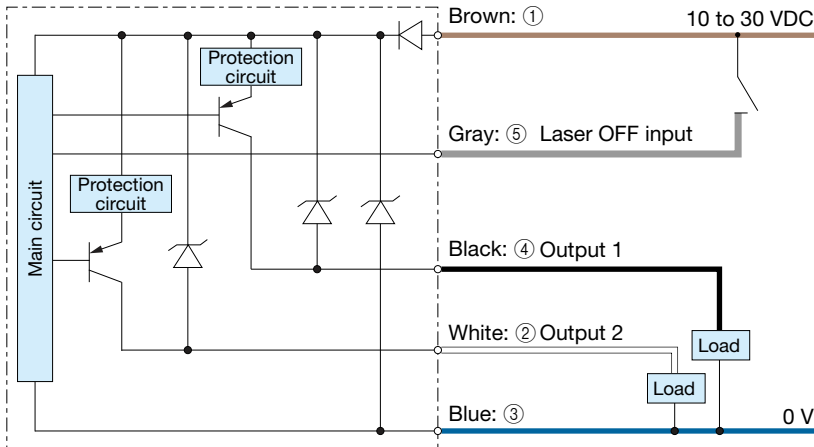 Brown: ① 10 to 30 VDC
Protection
circuit
Gray: ⑤ Laser OFF input
Protection
circuit
Main circuit
Black: ④ Output 1
White: ② Output 2
Load
Load
Blue: ③ 0 V